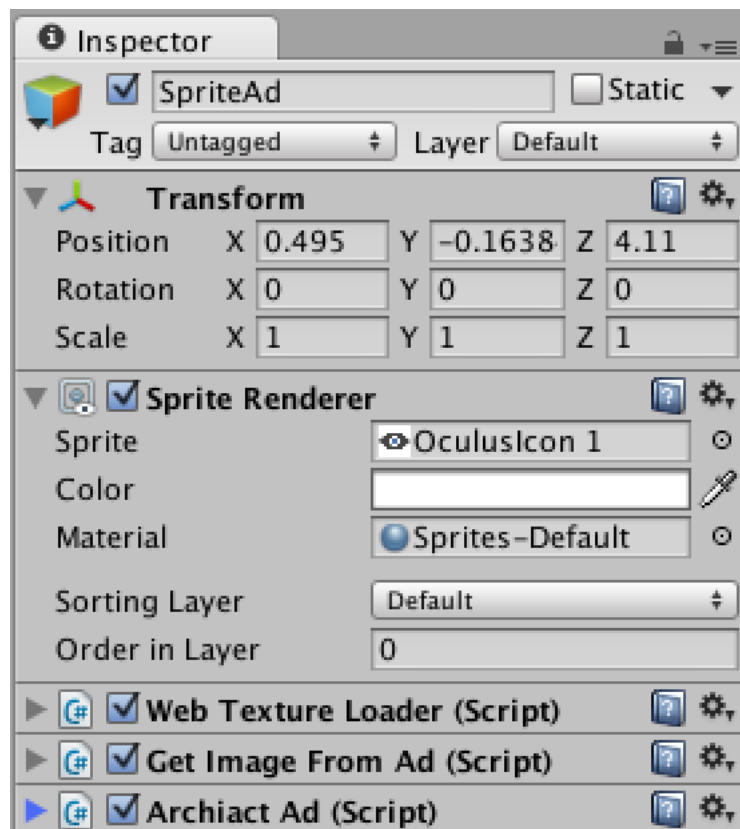 Inspector
SpriteAd Static
Tag Untagged Layer Default
Transform
Position X 0.495 Y -0.1638 Z 4.11
Rotation X 0 Y 0 Z 0
Scale X 1 Y 1 Z 1
Sprite Renderer
Sprite OculusIcon 1
Color
Material Sprites-Default
Sorting Layer Default
Order in Layer 0
C# Web Texture Loader (Script)
C# Get Image From Ad (Script)
C# Archiact Ad (Script)